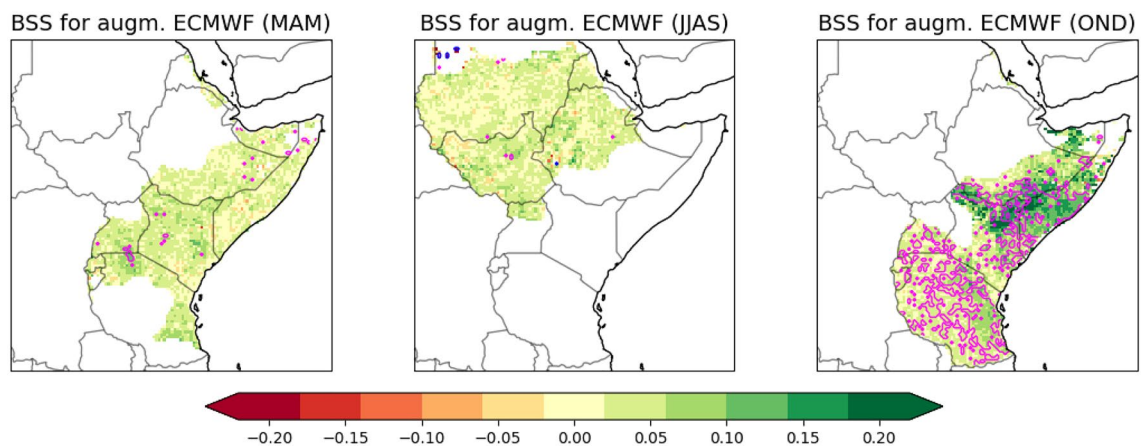 BSS for augm. ECMWF (MAM) BSS for augm. ECMWF (JJAS) BSS for augm. ECMWF (OND)
−0.20 −0.15 −0.10 −0.05 0.00 0.05 0.10 0.15 0.20